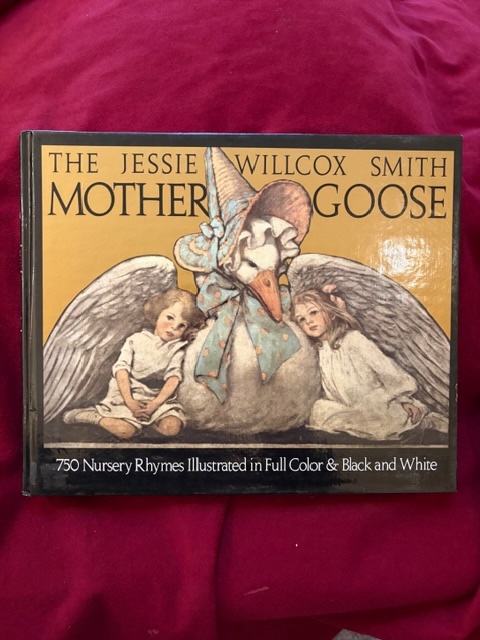 THE JESSIE WILLCOX SMITH
MOTHER GOOSE
750 Nursery Rhymes Illustrated in Full Color & Black and White